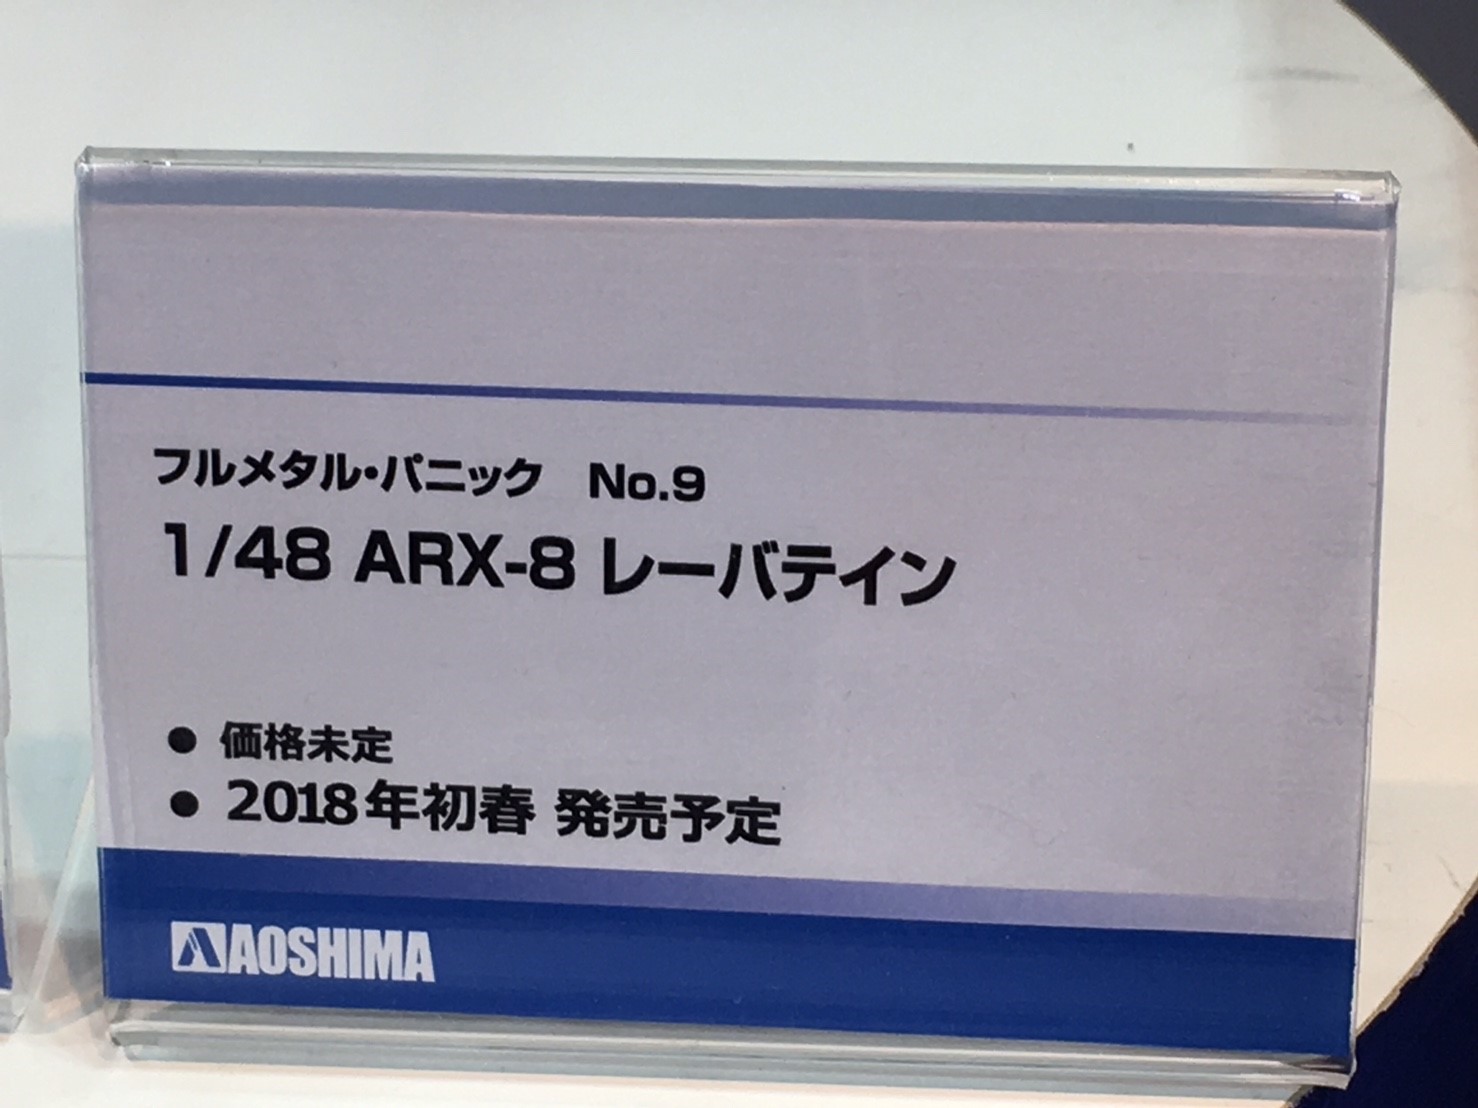 フルメタル・パニック No.9
1/48 ARX-8 レーバテイン
● 価格未定
● 2018年初春 発売予定
AOSHIMA